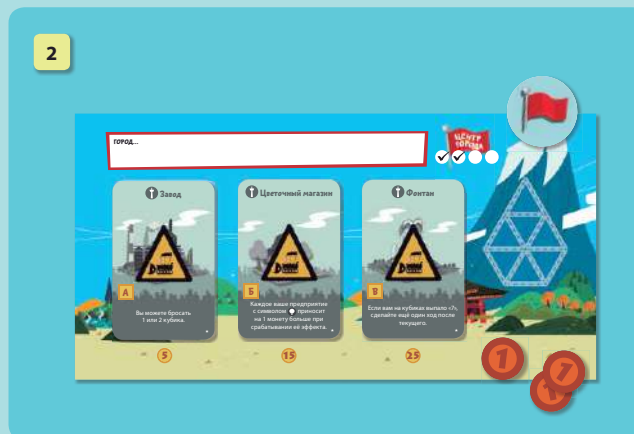 2
ГОРОД...
ЦЕНТР
ГОРОДА
Завод
Цветочный магазин
Фонтан
А
Б
В
Вы можете бросать
1 или 2 кубика.
Каждое ваше предприятие
с символом приносит
на 1 монету больше при
срабатывании её эффекта.
Если вам на кубиках выпало «7»,
сделайте ещё один ход после
текущего.
5
15
25
1
1
1